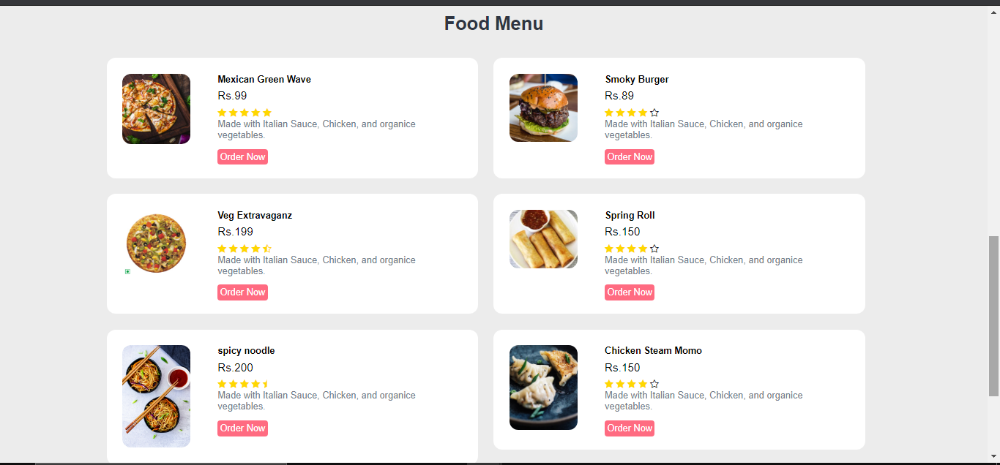 Food Menu
Mexican Green Wave
Rs.99
Made with Italian Sauce, Chicken, and organice
vegetables.
Order Now
Smoky Burger
Rs.89
Made with Italian Sauce, Chicken, and organice
vegetables.
Order Now
Veg Extravaganz
Rs.199
Made with Italian Sauce, Chicken, and organice
vegetables.
Order Now
Spring Roll
Rs.150
Made with Italian Sauce, Chicken, and organice
vegetables.
Order Now
spicy noodle
Rs.200
Made with Italian Sauce, Chicken, and organice
vegetables.
Order Now
Chicken Steam Momo
Rs.150
Made with Italian Sauce, Chicken, and organice
vegetables.
Order Now